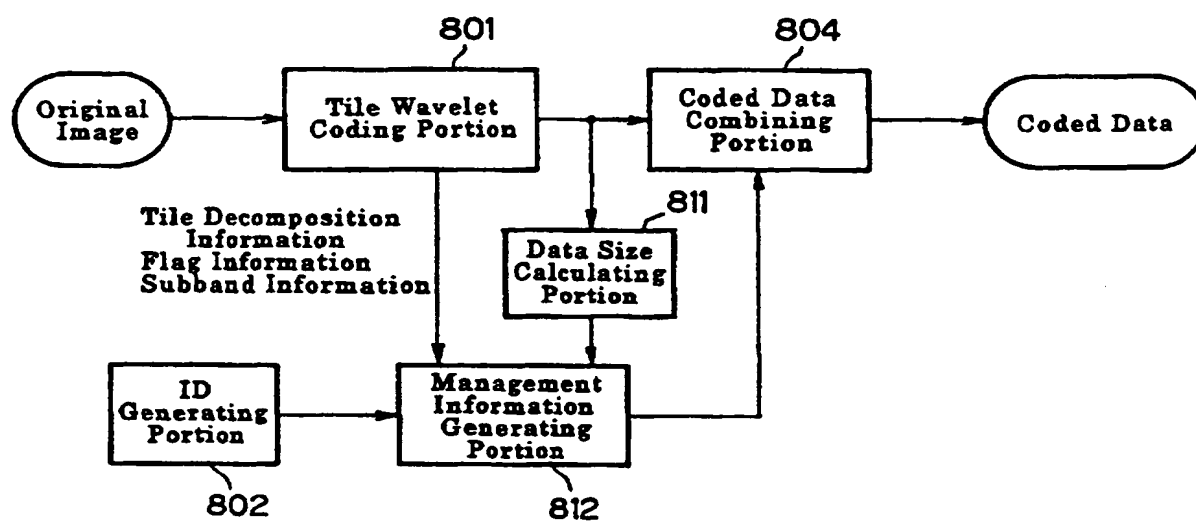 801
804
Original
Image
Tile Wavelet
Coding Portion
Coded Data
Combining
Portion
Coded Data
Tile Decomposition
Information
Flag Information
Subband Information
811
Data Size
Calculating
Portion
ID
Generating
Portion
Management
Information
Generating
Portion
802
812